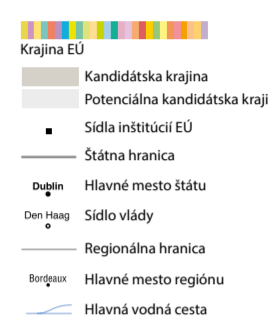 Krajina EÚ
Kandidátska krajina
Potenciálna kandidátska kraji
Sídla inštitúcií EÚ
Štátna hranica
Dublin Hlavné mesto štátu
Den Haag Sídlo vlády
Regionálna hranica
Bordeaux Hlavné mesto regiónu
Hlavná vodná cesta